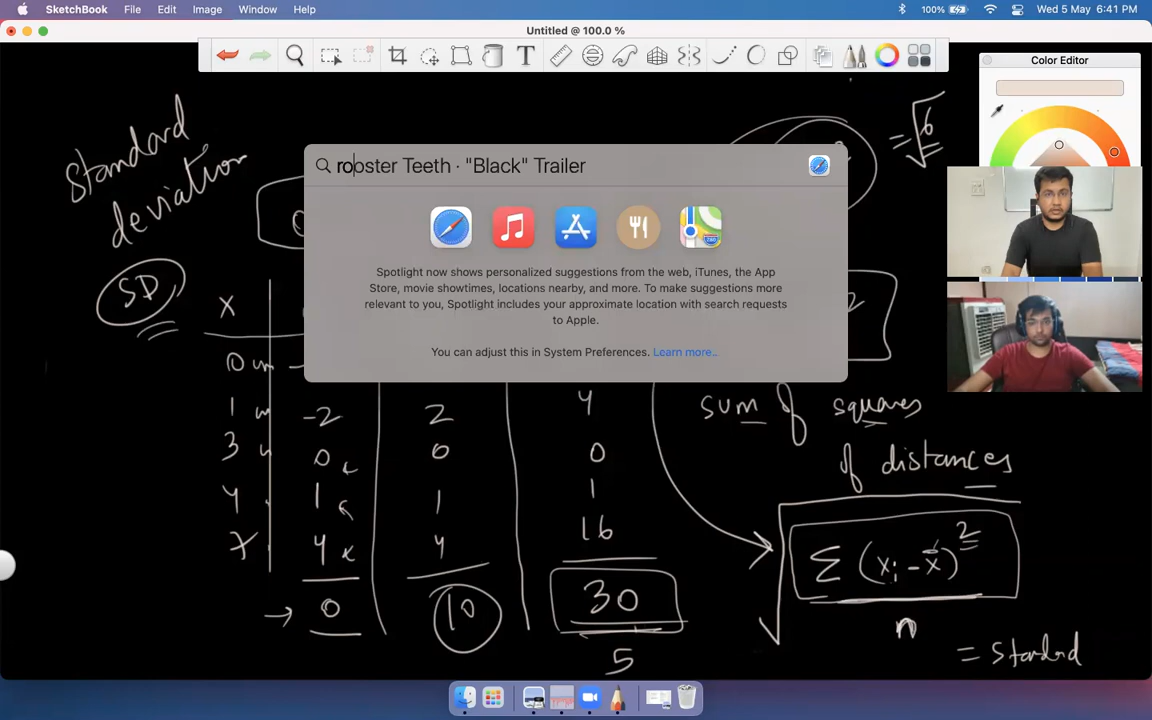 SketchBook File Edit Image Window Help 100% Wed 5 May 6:41 PM
Untitled @ 100.0 %
Color Editor
rooster Teeth · "Black" Trailer
Spotlight now shows personalized suggestions from the web, iTunes, the App
Store, movie showtimes, locations nearby, and more. To make suggestions more
relevant to you, Spotlight includes your approximate location with search requests
to Apple.
You can adjust this in System Preferences. Learn more...
standard
deviation
= √6
SD
X
0
1 -2 2 4
3 0 0 0
4 1 1 1
7 4 4 16
→ 0 10 30
5
sum of squares
of distances
Σ (xi - x̄)²
n
= Standard